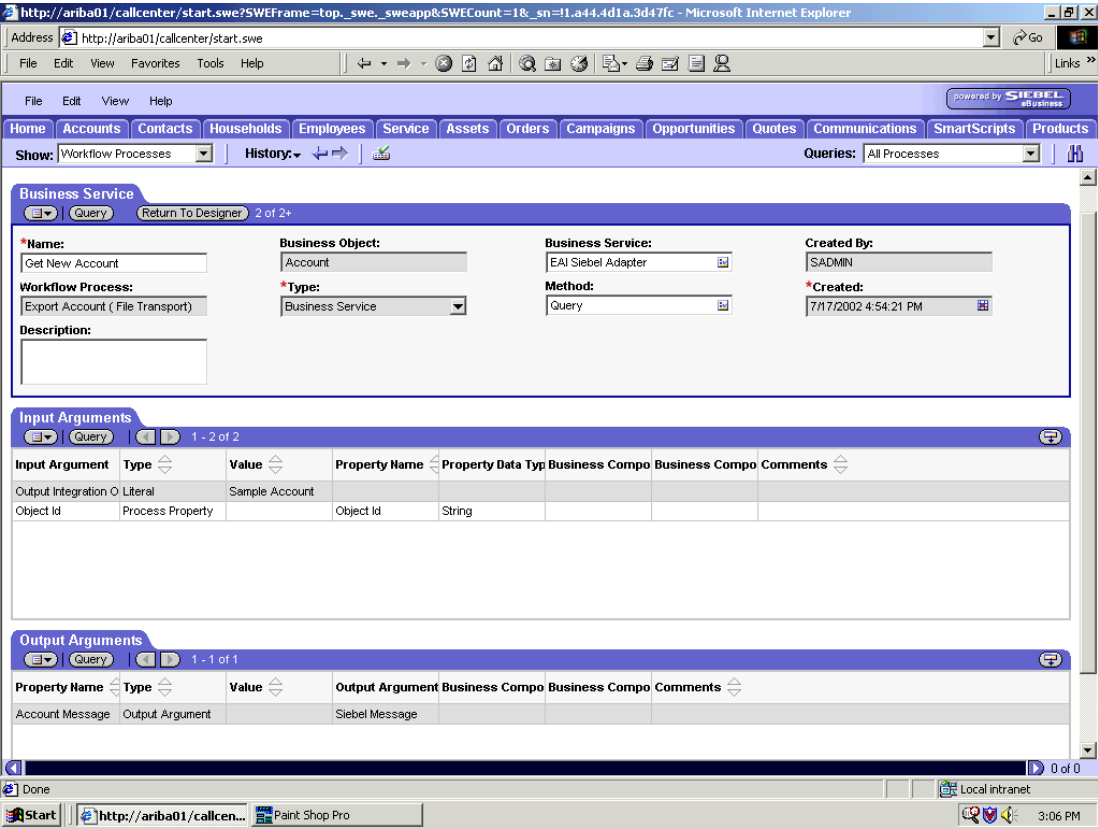 http://ariba01/callcenter/start.swe?SWEFrame=top._swe._sweapp&SWECount=1&_sn=!1.a44.4d1a.3d47fc - Microsoft Internet Explorer
Address http://ariba01/callcenter/start.swe Go
File Edit View Favorites Tools Help Links »
File Edit View Help powered by SIEBEL eBusiness
Home Accounts Contacts Households Employees Service Assets Orders Campaigns Opportunities Quotes Communications SmartScripts Products
Show: Workflow Processes History: Queries: All Processes
Business Service
Query Return To Designer 2 of 2+
*Name: Business Object: Business Service: Created By:
Get New Account Account EAI Siebel Adapter SADMIN
Workflow Process: *Type: Method: *Created:
Export Account ( File Transport) Business Service Query 7/17/2002 4:54:21 PM
Description:
Input Arguments
Query 1 - 2 of 2
Input Argument Type Value Property Name Property Data Typ Business Compo Business Compo Comments
Output Integration O Literal Sample Account
Object Id Process Property Object Id String
Output Arguments
Query 1 - 1 of 1
Property Name Type Value Output Argument Business Compo Business Compo Comments
Account Message Output Argument Siebel Message
0 of 0
Done Local intranet
Start http://ariba01/callcen... Paint Shop Pro 3:06 PM